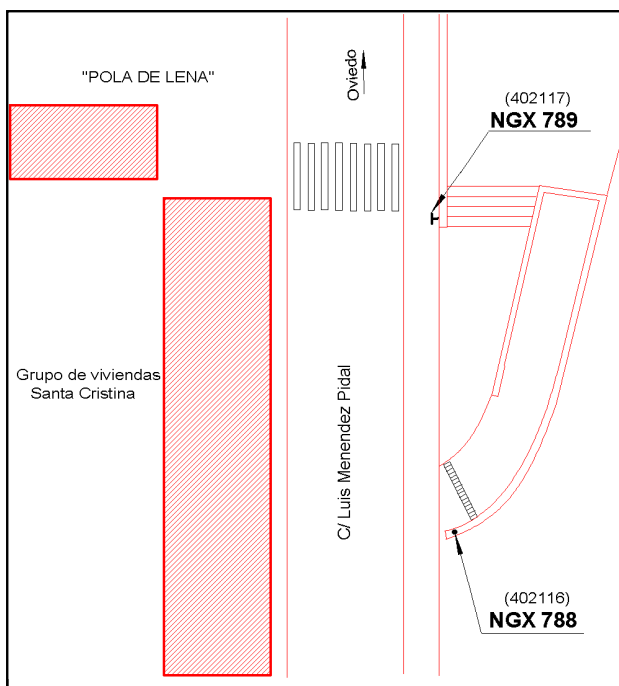 "POLA DE LENA"
Oviedo
(402117)
NGX 789
Grupo de viviendas
Santa Cristina
C/ Luis Menendez Pidal
(402116)
NGX 788